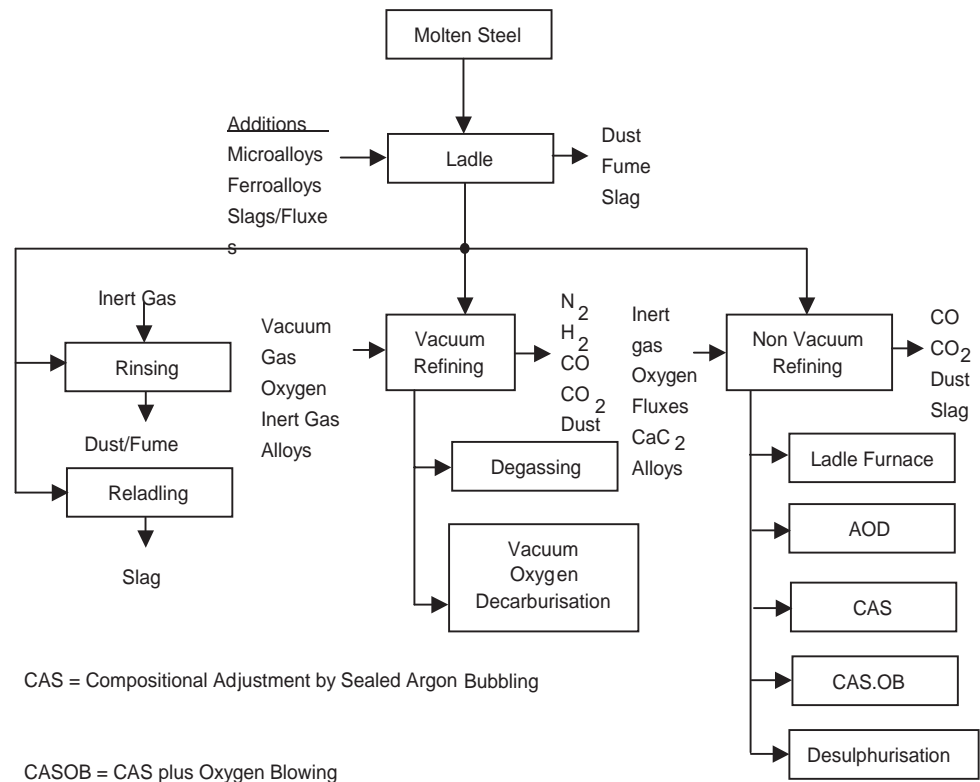 Molten Steel
Additions
Microalloys
Ferroalloys
Slags/Fluxe
s
Ladle
Dust
Fume
Slag
Inert Gas
Rinsing
Dust/Fume
Reladling
Slag
Vacuum
Gas
Oxygen
Inert Gas
Alloys
Vacuum
Refining
N2
H2
CO
CO2
Dust
Degassing
Vacuum
Oxygen
Decarburisation
Inert
gas
Oxygen
Fluxes
CaC2
Alloys
Non Vacuum
Refining
CO
CO2
Dust
Slag
Ladle Furnace
AOD
CAS
CAS.OB
Desulphurisation
CAS = Compositional Adjustment by Sealed Argon Bubbling
CASOB = CAS plus Oxygen Blowing